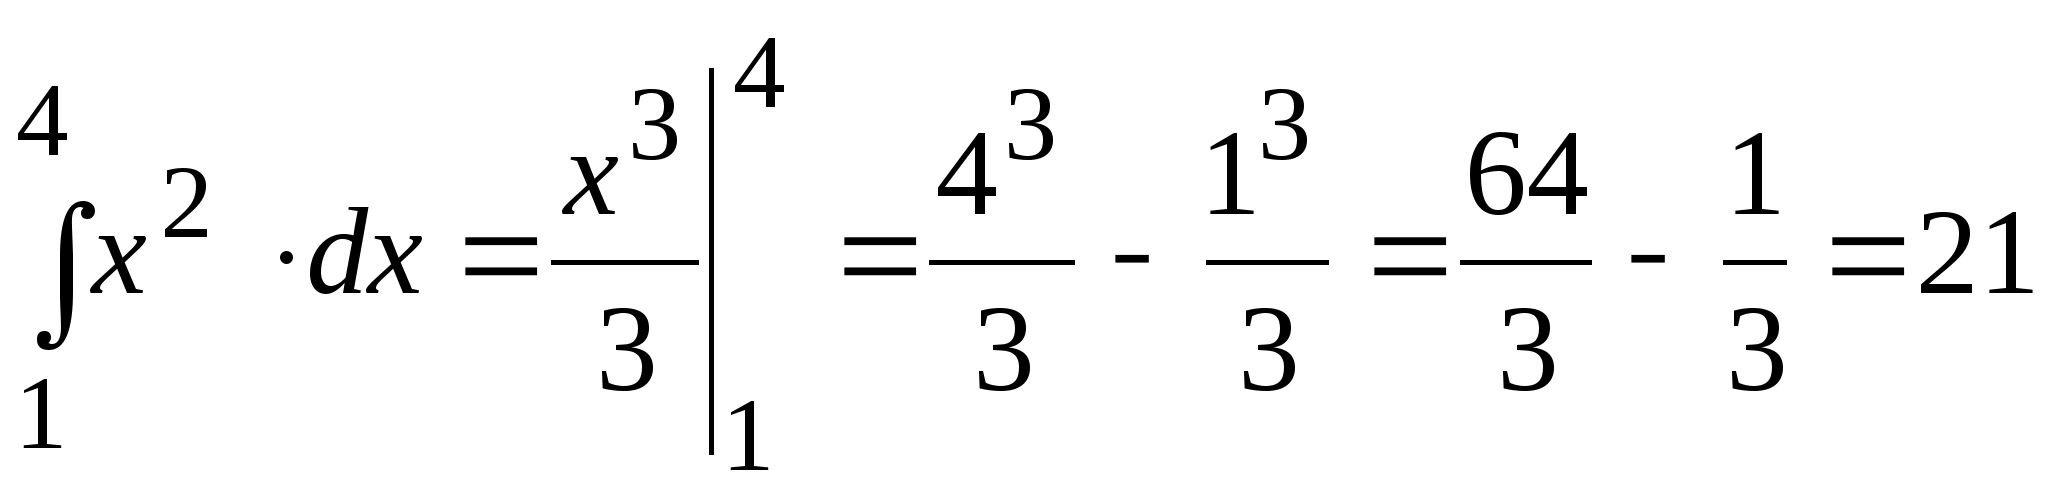 ∫₁⁴ x² · dx = x³/3 |₁⁴ = 4³/3 - 1³/3 = 64/3 - 1/3 = 21